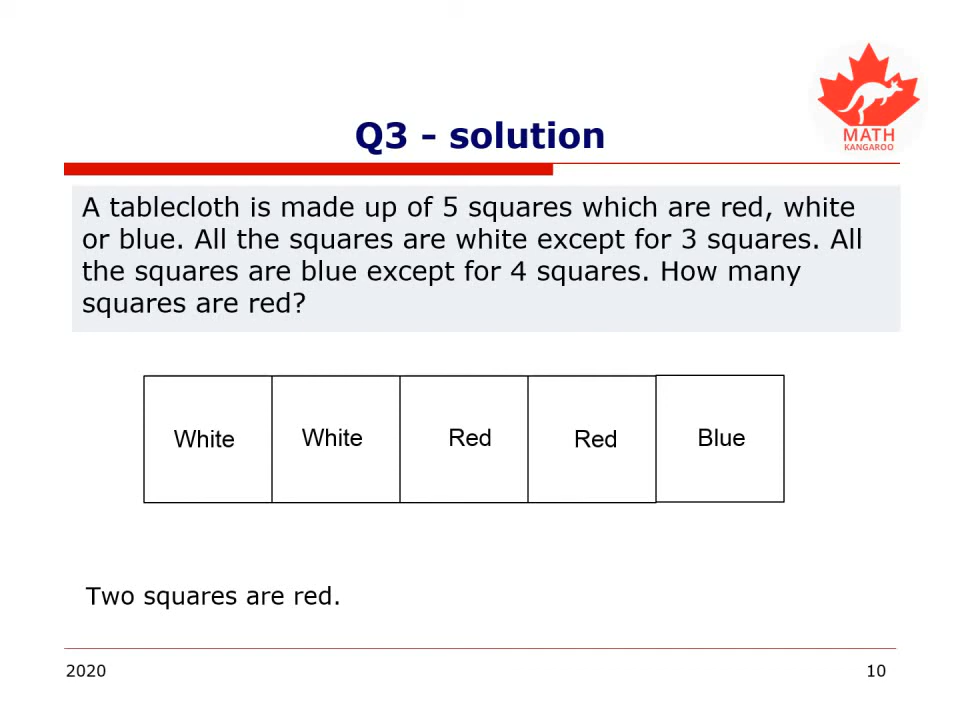 MATH
KANGAROO
Q3 - solution
A tablecloth is made up of 5 squares which are red, white
or blue. All the squares are white except for 3 squares. All
the squares are blue except for 4 squares. How many
squares are red?
White White Red Red Blue
Two squares are red.
2020 10